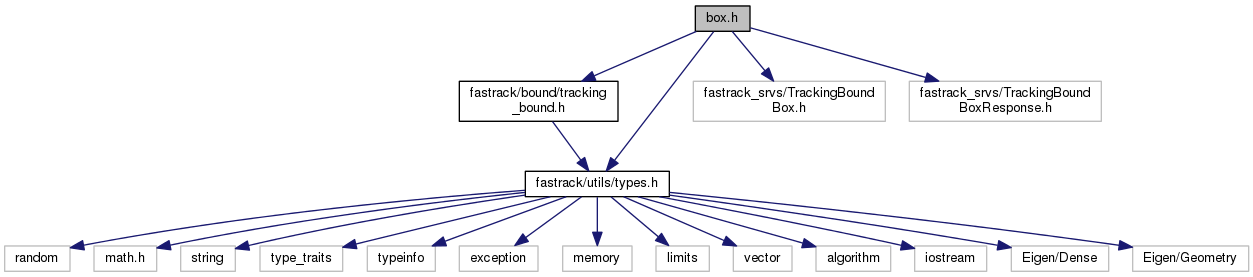 box.h
fastrack/bound/tracking
_bound.h
fastrack_srvs/TrackingBound
Box.h
fastrack_srvs/TrackingBound
BoxResponse.h
fastrack/utils/types.h
random
math.h
string
type_traits
typeinfo
exception
memory
limits
vector
algorithm
iostream
Eigen/Dense
Eigen/Geometry